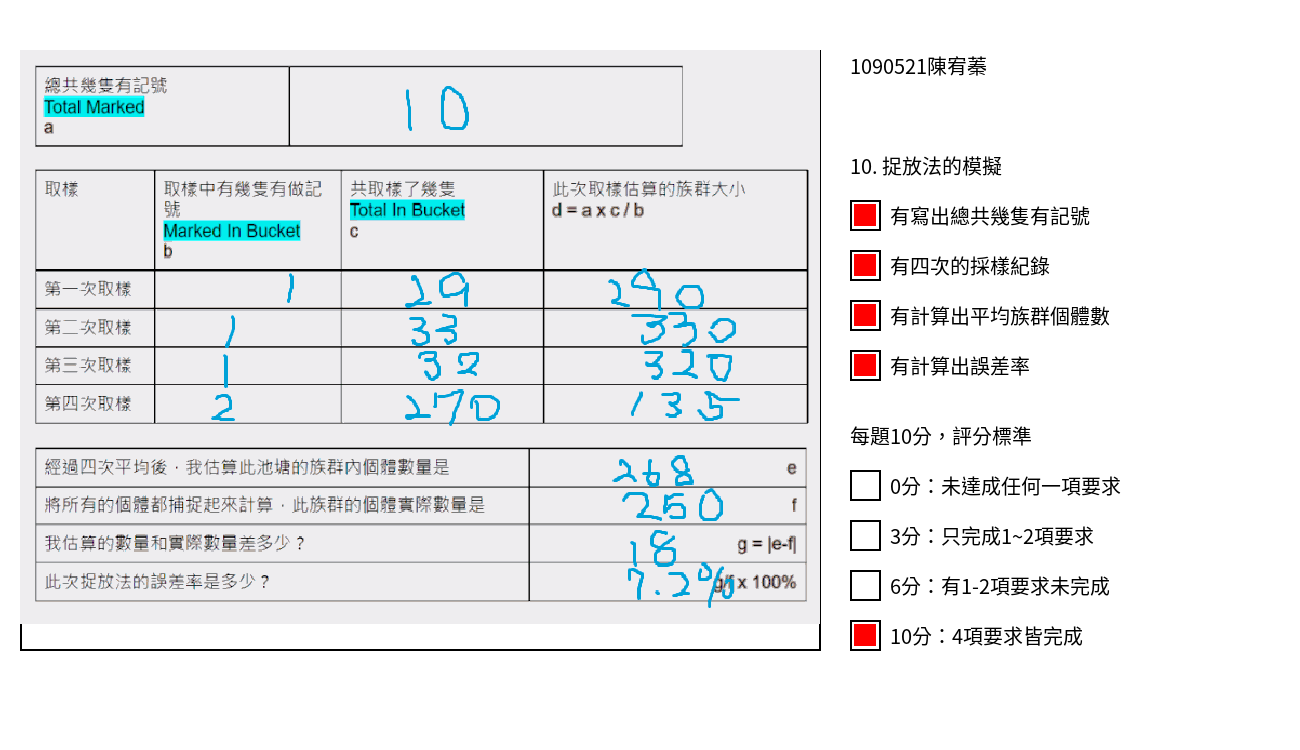 總共幾隻有記號
Total Marked
a
10
取樣
取樣中有幾隻有做記
號
Marked In Bucket
b
共取樣了幾隻
Total In Bucket
c
此次取樣估算的族群大小
d = a x c / b
第一次取樣 1 29 290
第二次取樣 1 33 330
第三次取樣 1 32 320
第四次取樣 2 270 135
經過四次平均後，我估算此池塘的族群內個體數量是 268 e
將所有的個體都捕捉起來計算，此族群的個體實際數量是 250 f
我估算的數量和實際數量差多少？ 18 g = |e-f|
此次捉放法的誤差率是多少？ 7.2% g/f x 100%
1090521陳宥蓁
10. 捉放法的模擬
有寫出總共幾隻有記號
有四次的採樣紀錄
有計算出平均族群個體數
有計算出誤差率
每題10分，評分標準
0分：未達成任何一項要求
3分：只完成1~2項要求
6分：有1-2項要求未完成
10分：4項要求皆完成